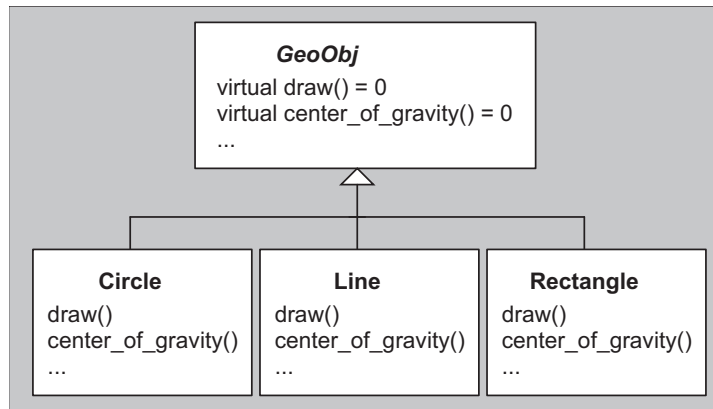 GeoObj
virtual draw() = 0
virtual center_of_gravity() = 0
...
Circle
draw()
center_of_gravity()
...
Line
draw()
center_of_gravity()
...
Rectangle
draw()
center_of_gravity()
...